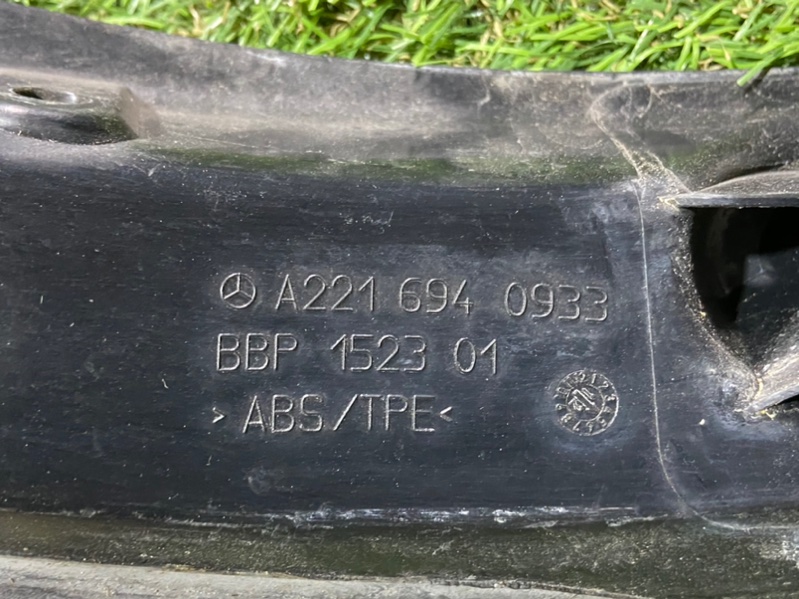 A221 694 0933
BBP 1523 01
> ABS/TPE <